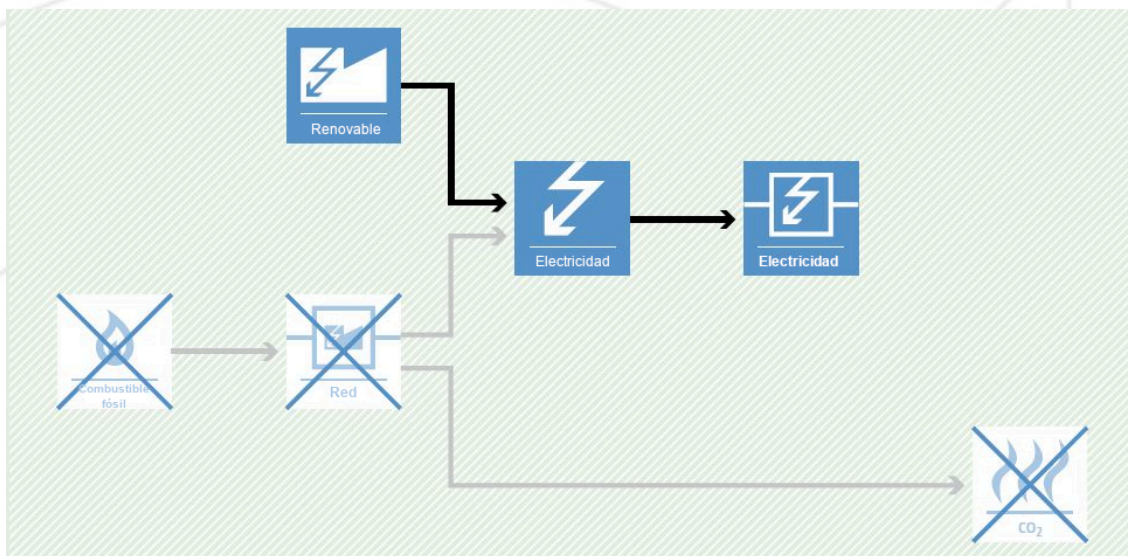 Renovable
Electricidad
Electricidad
Combustible
fósil
Red
CO₂